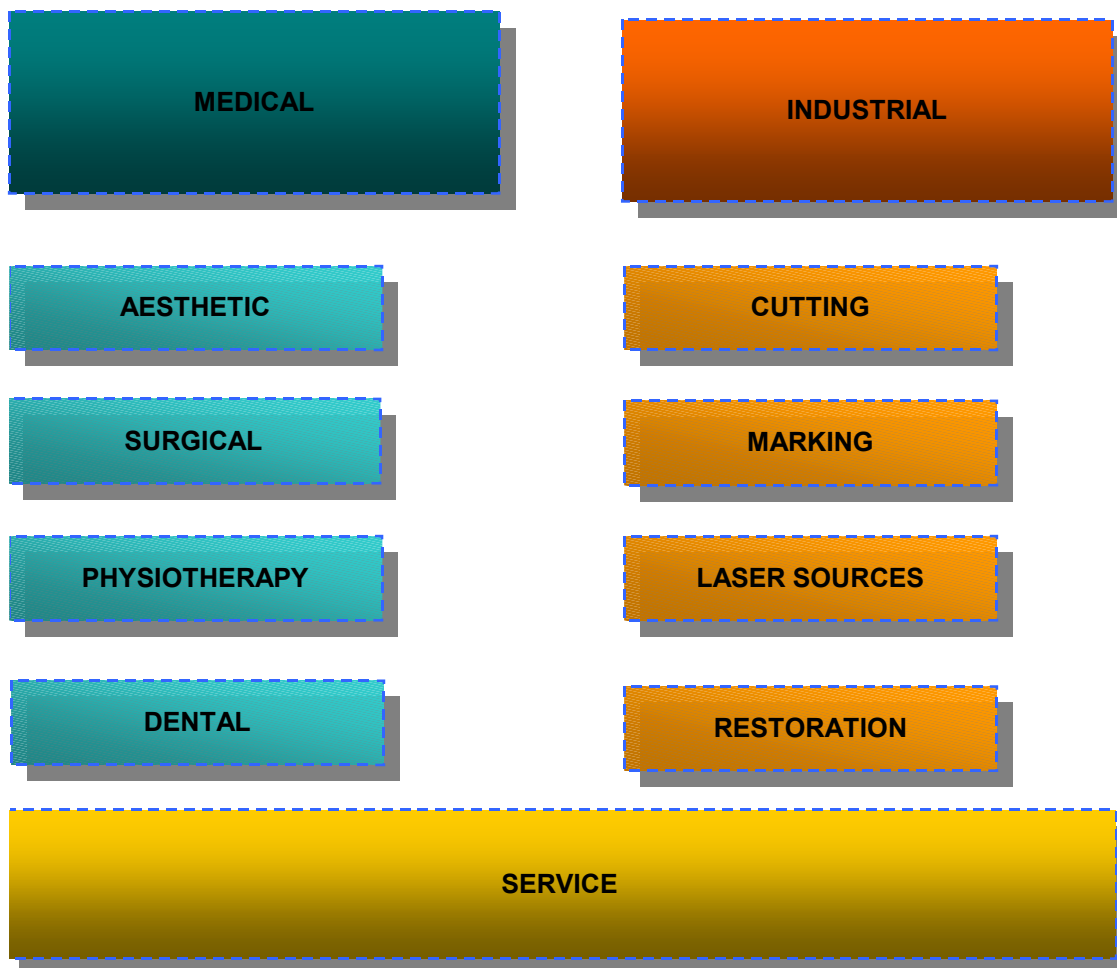 MEDICAL
INDUSTRIAL
AESTHETIC
CUTTING
SURGICAL
MARKING
PHYSIOTHERAPY
LASER SOURCES
DENTAL
RESTORATION
SERVICE